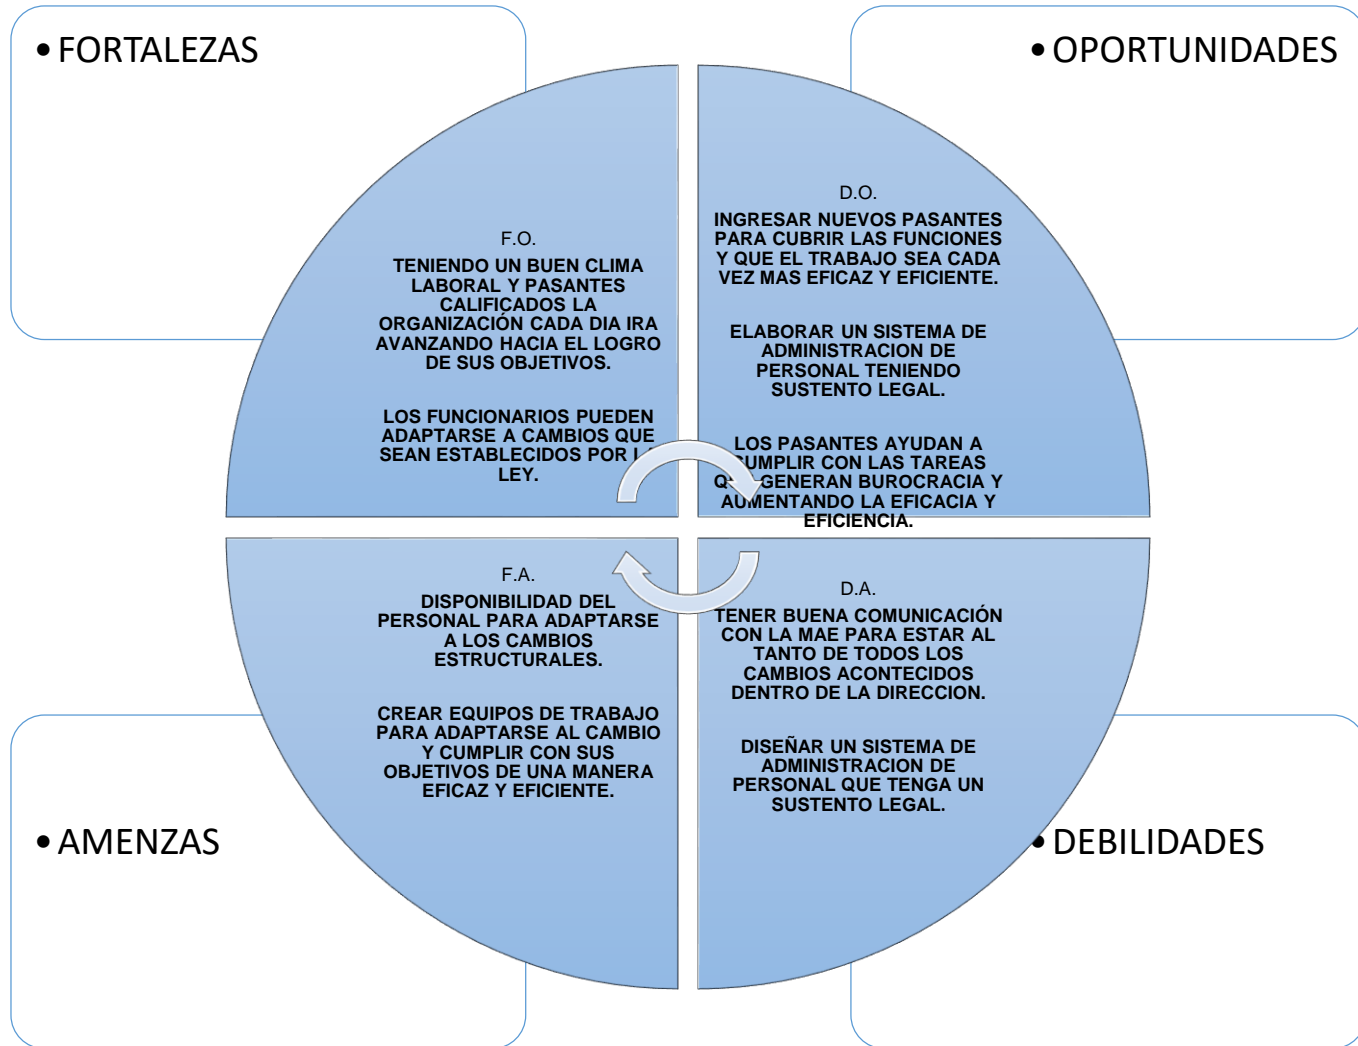 • FORTALEZAS
• OPORTUNIDADES
F.O.
TENIENDO UN BUEN CLIMA
LABORAL Y PASANTES
CALIFICADOS LA
ORGANIZACIÓN CADA DIA IRA
AVANZANDO HACIA EL LOGRO
DE SUS OBJETIVOS.
LOS FUNCIONARIOS PUEDEN
ADAPTARSE A CAMBIOS QUE
SEAN ESTABLECIDOS POR LA
LEY.
D.O.
INGRESAR NUEVOS PASANTES
PARA CUBRIR LAS FUNCIONES
Y QUE EL TRABAJO SEA CADA
VEZ MAS EFICAZ Y EFICIENTE.
ELABORAR UN SISTEMA DE
ADMINISTRACION DE
PERSONAL TENIENDO
SUSTENTO LEGAL.
LOS PASANTES AYUDAN A
CUMPLIR CON LAS TAREAS
QUE GENERAN BUROCRACIA Y
AUMENTANDO LA EFICACIA Y
EFICIENCIA.
F.A.
DISPONIBILIDAD DEL
PERSONAL PARA ADAPTARSE
A LOS CAMBIOS
ESTRUCTURALES.
CREAR EQUIPOS DE TRABAJO
PARA ADAPTARSE AL CAMBIO
Y CUMPLIR CON SUS
OBJETIVOS DE UNA MANERA
EFICAZ Y EFICIENTE.
D.A.
TENER BUENA COMUNICACIÓN
CON LA MAE PARA ESTAR AL
TANTO DE TODOS LOS
CAMBIOS ACONTECIDOS
DENTRO DE LA DIRECCION.
DISEÑAR UN SISTEMA DE
ADMINISTRACION DE
PERSONAL QUE TENGA UN
SUSTENTO LEGAL.
• AMENZAS
• DEBILIDADES